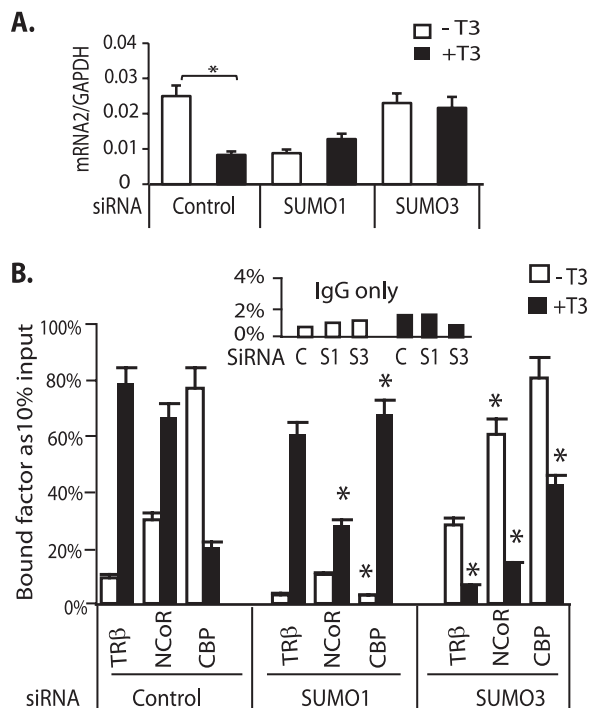 A.
- T3
+T3
0.04
0.03
0.02
0.01
0
mRNA2/GAPDH
*
siRNA Control SUMO1 SUMO3
B.
- T3
+T3
4%
2%
0%
IgG only
SiRNA C S1 S3 C S1 S3
100%
80%
60%
40%
20%
0%
Bound factor as10% input
* * * * * * *
TRβ NCoR CBP TRβ NCoR CBP TRβ NCoR CBP
siRNA Control SUMO1 SUMO3